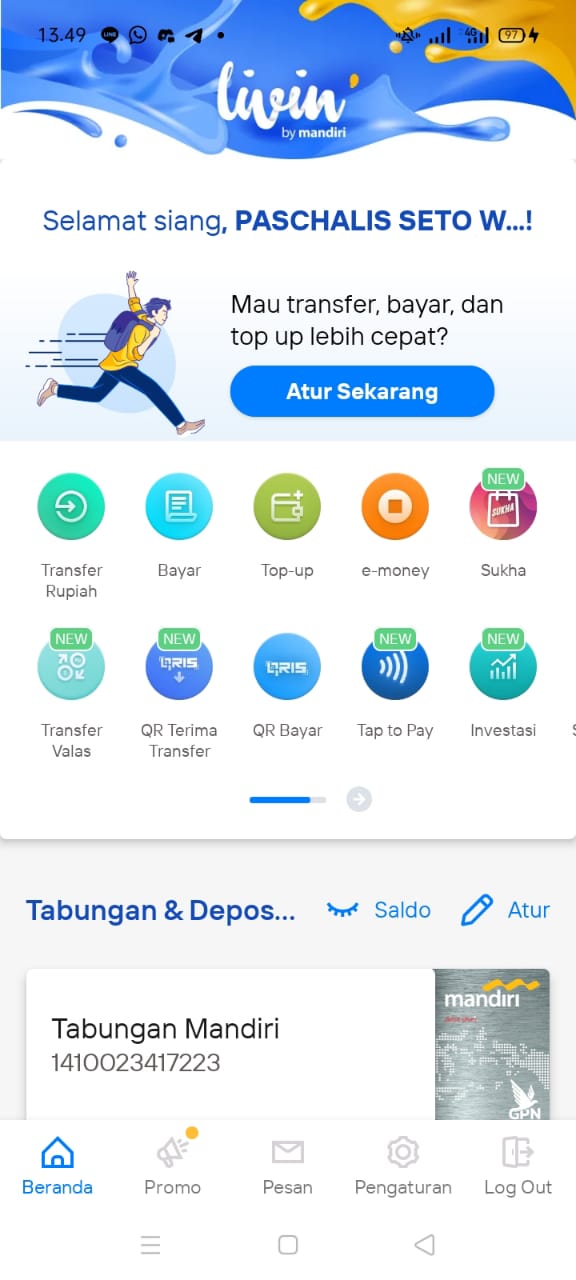 13.49
LINE
4G
97
livin'
by mandiri
Selamat siang, PASCHALIS SETO W...!
Mau transfer, bayar, dan
top up lebih cepat?
Atur Sekarang
NEW
SUKHA
Transfer
Rupiah
Bayar
Top-up
e-money
Sukha
NEW
NEW
NEW
NEW
QRIS
QRIS
Transfer
Valas
QR Terima
Transfer
QR Bayar
Tap to Pay
Investasi
Tabungan & Depos...
Saldo
Atur
Tabungan Mandiri
1410023417223
mandiri
GPN
Beranda
Promo
Pesan
Pengaturan
Log Out